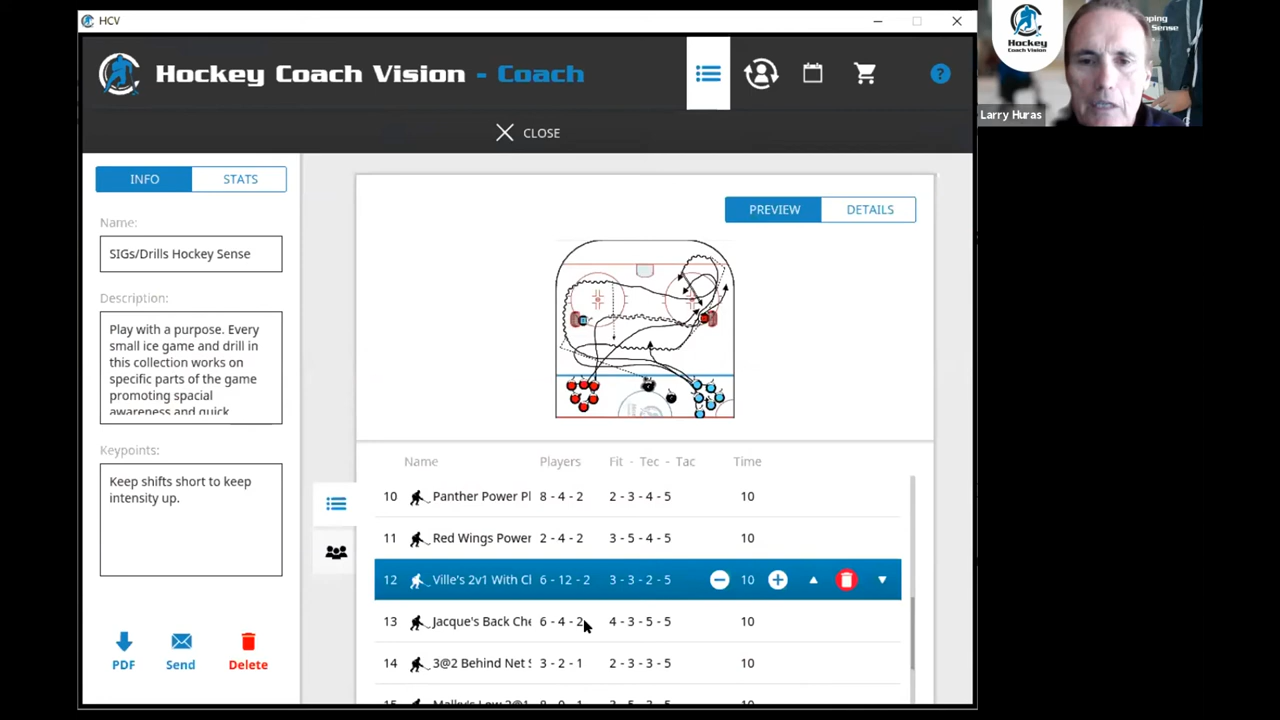 HCV
Hockey Coach Vision - Coach
?
CLOSE
Hockey
Coach Vision
Sense
Larry Huras
INFO
STATS
PREVIEW
DETAILS
Name:
SIGs/Drills Hockey Sense
Description:
Play with a purpose. Every
small ice game and drill in
this collection works on
specific parts of the game
promoting spacial
awareness and quick
Keypoints:
Keep shifts short to keep
intensity up.
PDF
Send
Delete
Name Players Fit - Tec - Tac Time
10 Panther Power Pl 8 - 4 - 2 2 - 3 - 4 - 5 10
11 Red Wings Power 2 - 4 - 2 3 - 5 - 4 - 5 10
12 Ville's 2v1 With Cl 6 - 12 - 2 3 - 3 - 2 - 5 10
13 Jacque's Back Che 6 - 4 - 2 4 - 3 - 5 - 5 10
14 3@2 Behind Net S 3 - 2 - 1 2 - 3 - 3 - 5 10